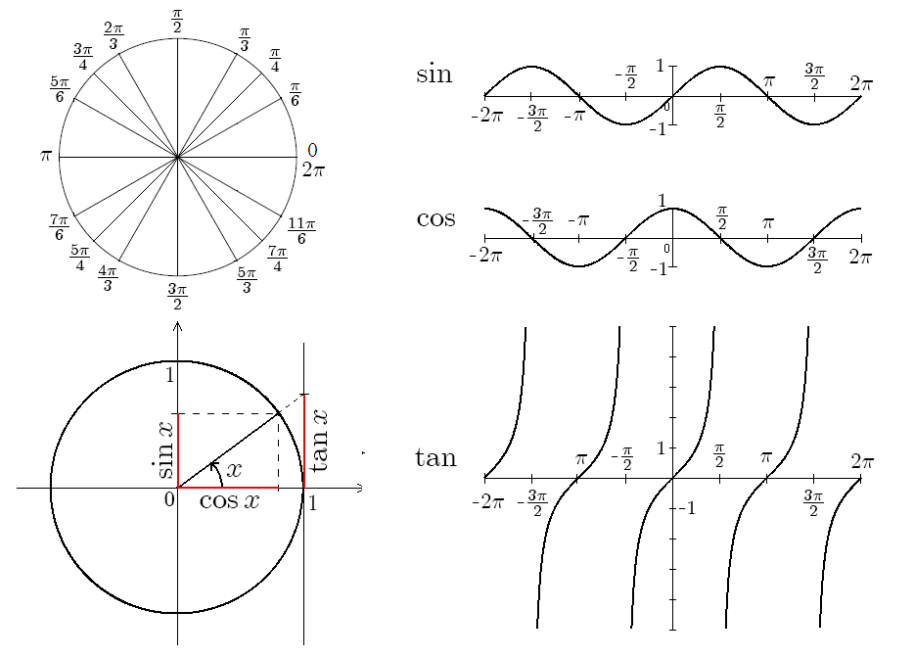 π/2
2π/3 π/3
3π/4 π/4
5π/6 π/6
π 0
2π
7π/6 11π/6
5π/4 7π/4
4π/3 5π/3
3π/2
1
sin x
x
tan x
0 cos x 1
sin
1 -π/2 π 3π/2 2π
-2π -3π/2 -π 0 π/2
-1
cos
1
-3π/2 -π π/2 π
-2π -π/2 0 3π/2 2π
-1
tan
1
π -π/2 π/2 π 2π
-2π -3π/2 -1 3π/2